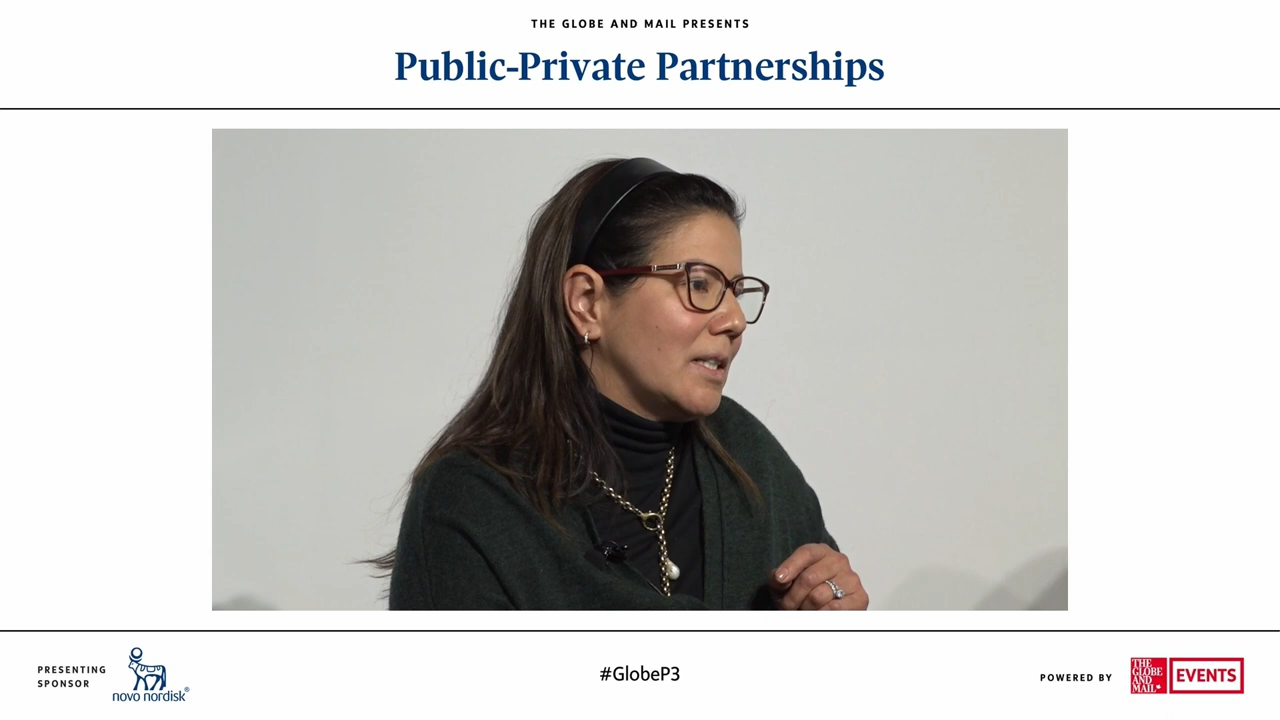 THE GLOBE AND MAIL PRESENTS
Public-Private Partnerships
PRESENTING
SPONSOR
novo nordisk®
#GlobeP3
POWERED BY
THE
GLOBE
AND
MAIL
EVENTS